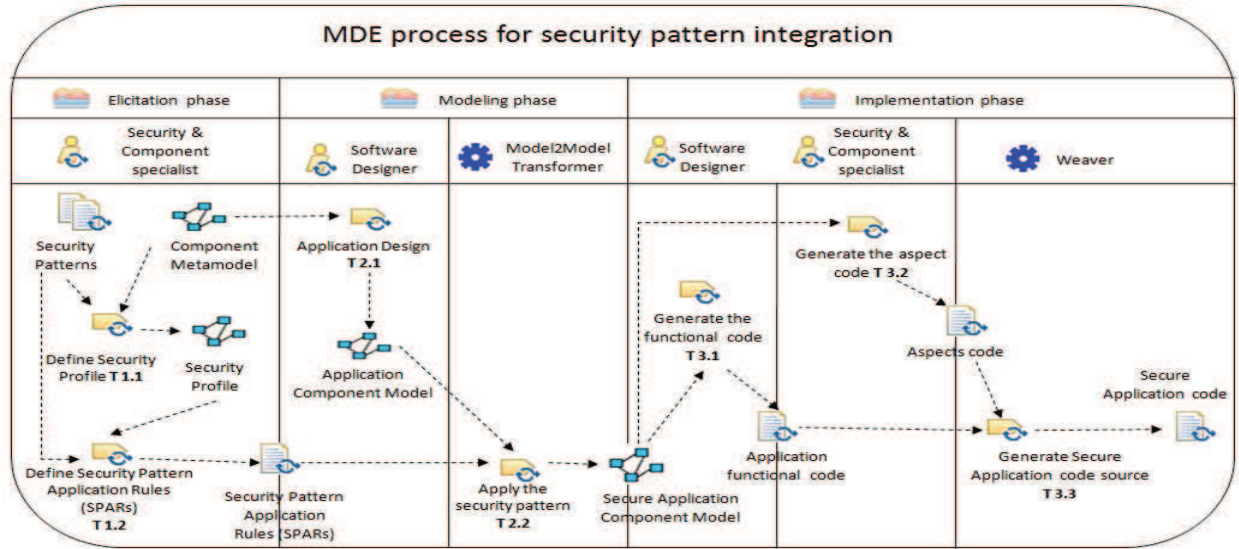 MDE process for security pattern integration
Elicitation phase
Modeling phase
Implementation phase
Security &
Component
specialist
Software
Designer
Model2Model
Transformer
Software
Designer
Security &
Component
specialist
Weaver
Security
Patterns
Component
Metamodel
Application Design
T 2.1
Generate the aspect
code T 3.2
Define Security
Profile T 1.1
Security
Profile
Application
Component Model
Generate the
functional code
T 3.1
Aspects code
Secure
Application code
Define Security Pattern
Application Rules
(SPARs)
T 1.2
Security Pattern
Application
Rules (SPARs)
Apply the
security pattern
T 2.2
Secure Application
Component Model
Application
functional code
Generate Secure
Application code source
T 3.3